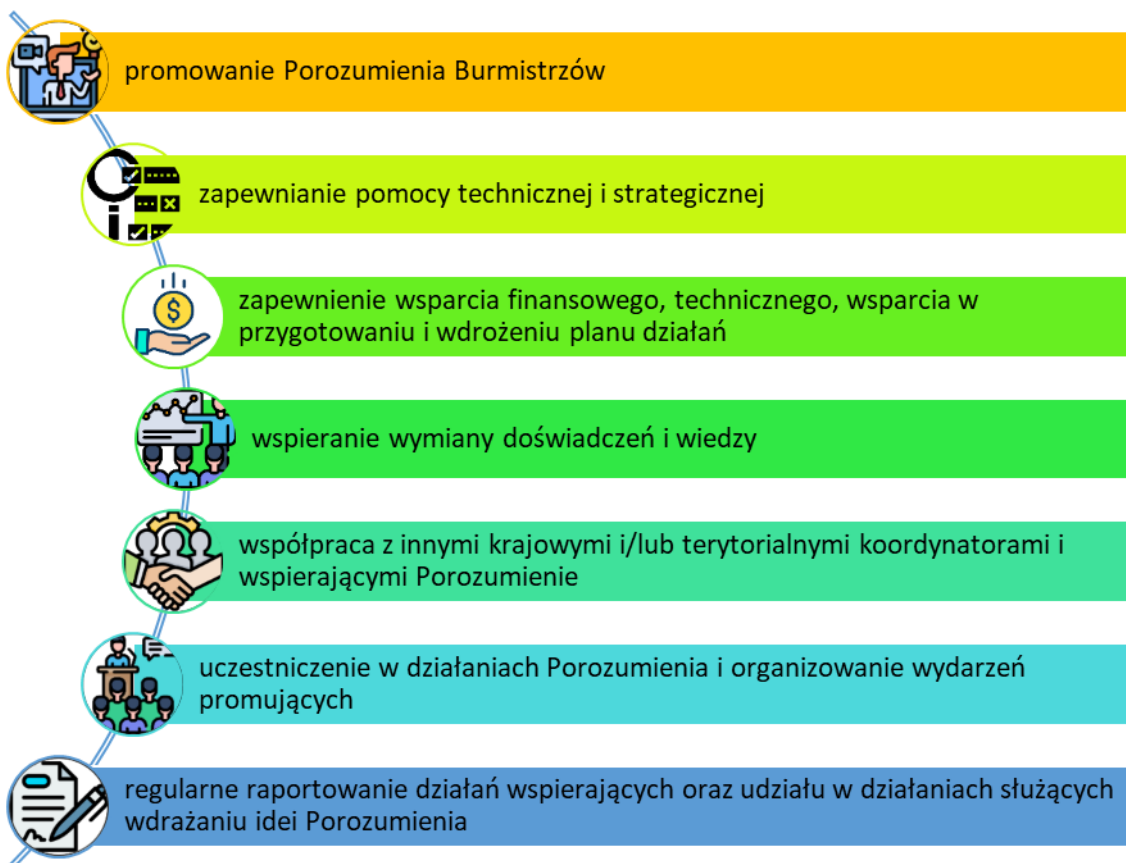 promowanie Porozumienia Burmistrzów
zapewnianie pomocy technicznej i strategicznej
zapewnienie wsparcia finansowego, technicznego, wsparcia w
przygotowaniu i wdrożeniu planu działań
wspieranie wymiany doświadczeń i wiedzy
współpraca z innymi krajowymi i/lub terytorialnymi koordynatorami i
wspierającymi Porozumienie
uczestniczenie w działaniach Porozumienia i organizowanie wydarzeń
promujących
regularne raportowanie działań wspierających oraz udziału w działaniach służących
wdrażaniu idei Porozumienia